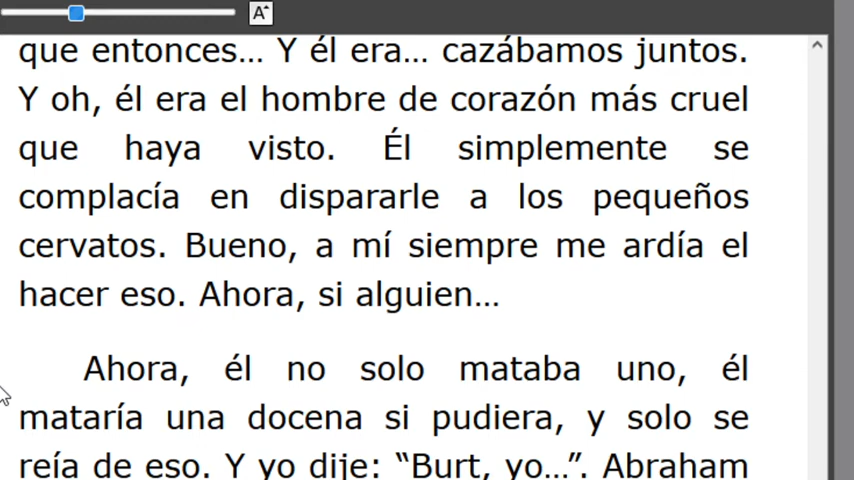 A
que entonces… Y él era… cazábamos juntos.
Y oh, él era el hombre de corazón más cruel
que haya visto. Él simplemente se
complacía en dispararle a los pequeños
cervatos. Bueno, a mí siempre me ardía el
hacer eso. Ahora, si alguien…
Ahora, él no solo mataba uno, él
mataría una docena si pudiera, y solo se
reía de eso. Y yo dije: “Burt, yo…”. Abraham